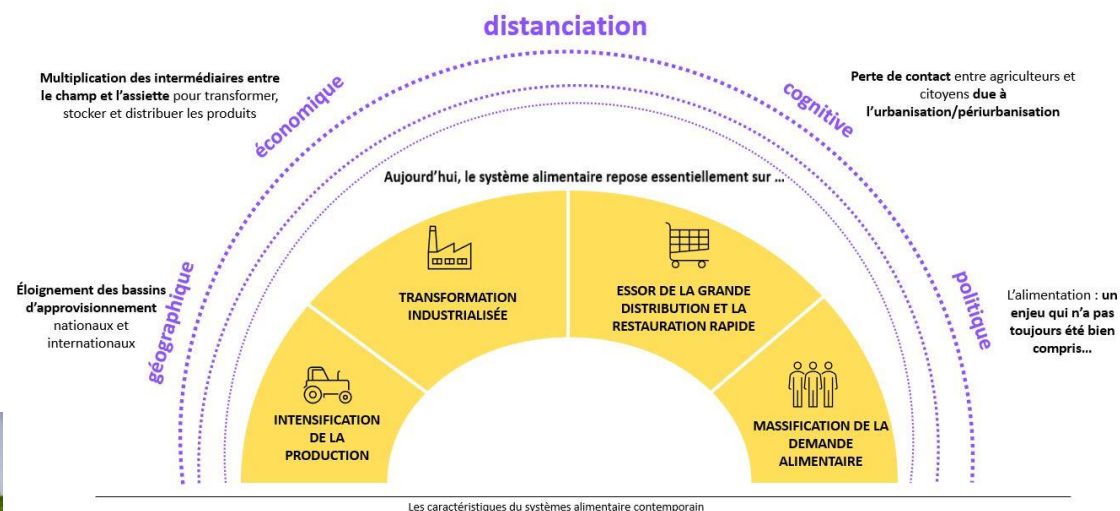 distanciation
Multiplication des intermédiaires entre
le champ et l'assiette pour transformer,
stocker et distribuer les produits
économique
cognitive
Perte de contact entre agriculteurs et
citoyens due à
l'urbanisation/périurbanisation
Aujourd'hui, le système alimentaire repose essentiellement sur ...
géographique
Éloignement des bassins
d'approvisionnement
nationaux et
internationaux
politique
L'alimentation : un
enjeu qui n'a pas
toujours été bien
compris...
INTENSIFICATION
DE LA
PRODUCTION
TRANSFORMATION
INDUSTRIALISÉE
ESSOR DE LA GRANDE
DISTRIBUTION ET LA
RESTAURATION RAPIDE
MASSIFICATION DE LA
DEMANDE
ALIMENTAIRE
Les caractéristiques du systèmes alimentaire contemporain